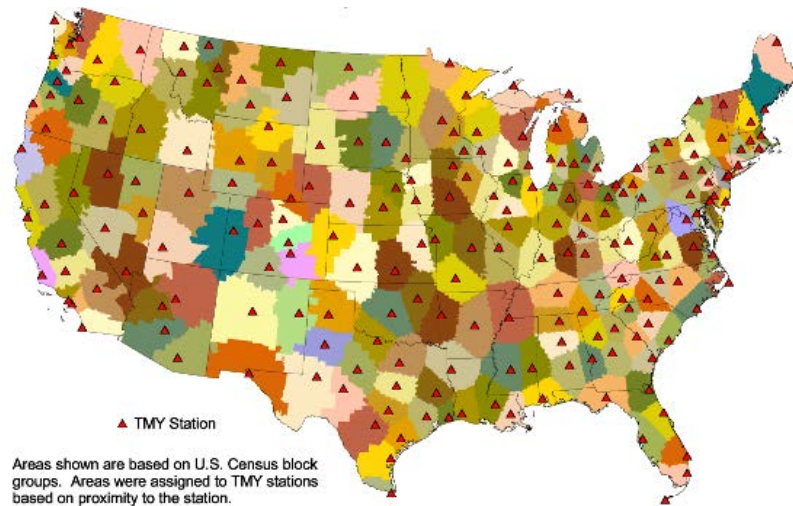 TMY Station
Areas shown are based on U.S. Census block
groups. Areas were assigned to TMY stations
based on proximity to the station.